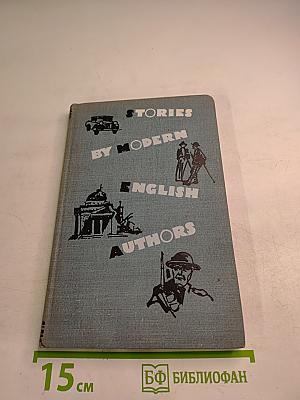 STORIES
BY MODERN
ENGLISH
AUTHORS
15 см
БФ БИБЛИОФАН